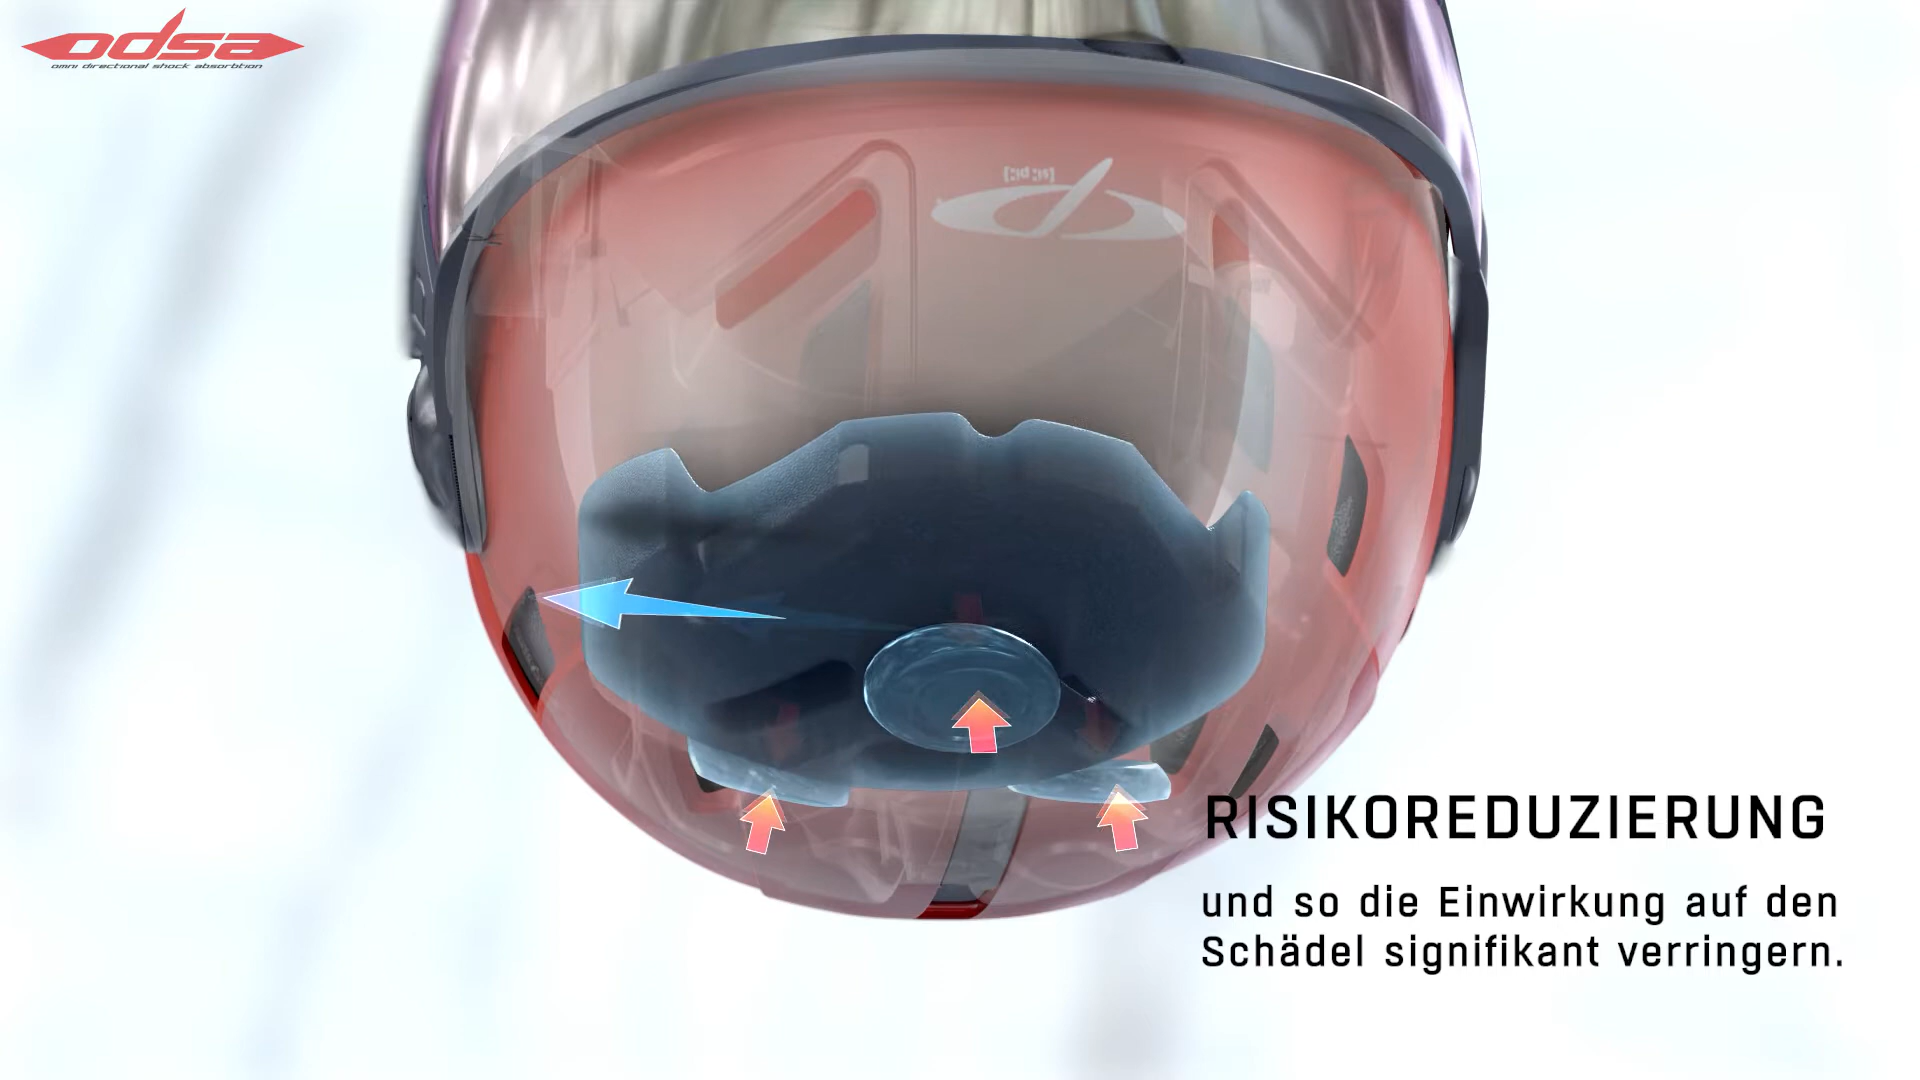 odsa
omni directional shock absorbtion
RISIKOREDUZIERUNG
und so die Einwirkung auf den
Schädel signifikant verringern.